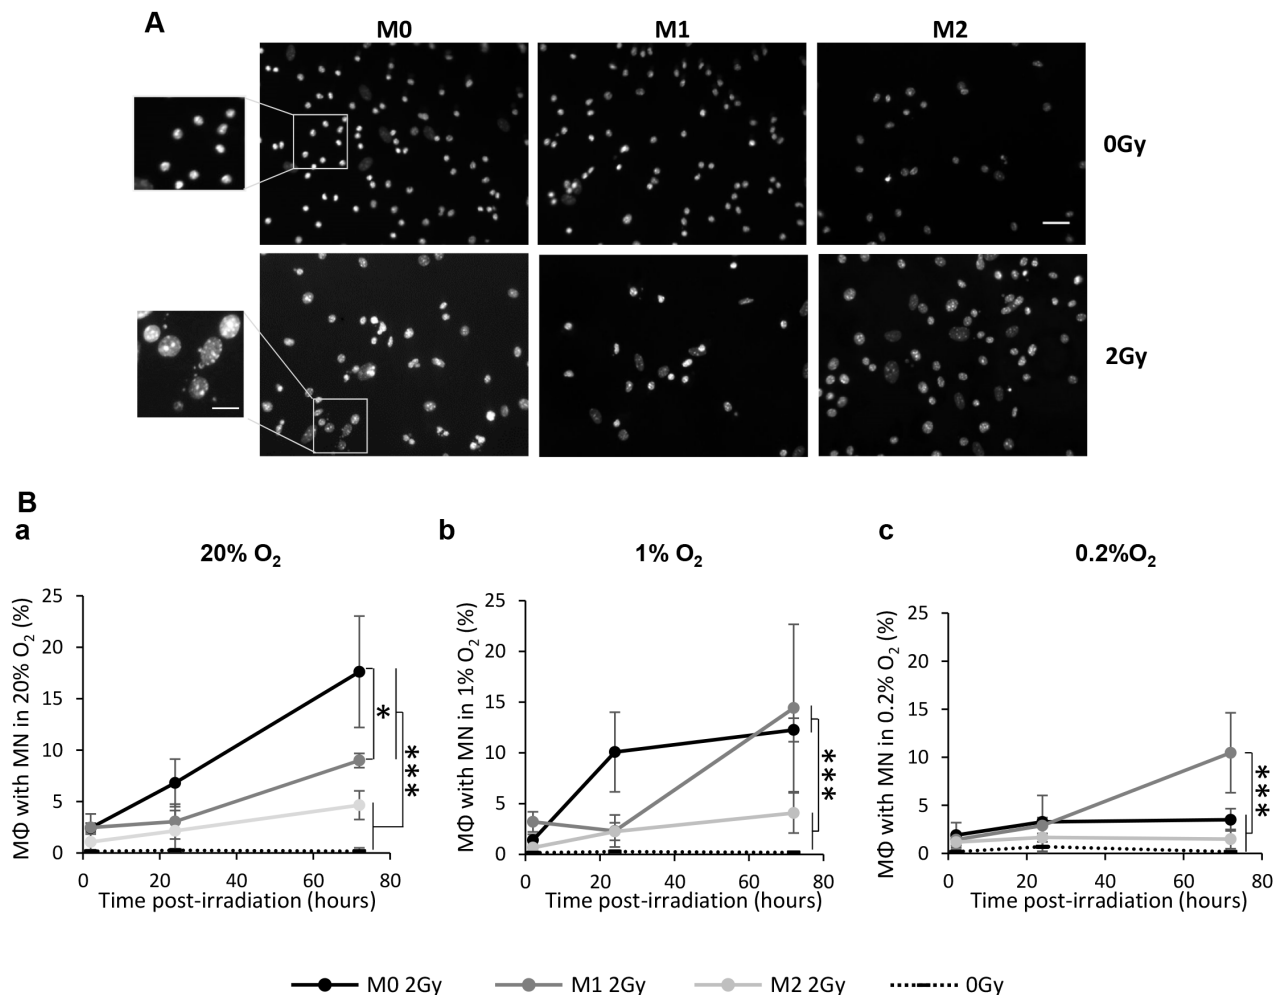 A
M0 M1 M2
0Gy
2Gy
B
a b c
20% O2 1% O2 0.2%O2
MΦ with MN in 20% O2 (%)
25
20
15
10
5
0
0 20 40 60 80
Time post-irradiation (hours)
*
***
MΦ with MN in 1% O2 (%)
25
20
15
10
5
0
0 20 40 60 80
Time post-irradiation (hours)
***
MΦ with MN in 0.2% O2 (%)
25
20
15
10
5
0
0 20 40 60 80
Time post-irradiation (hours)
***
M0 2Gy M1 2Gy M2 2Gy 0Gy